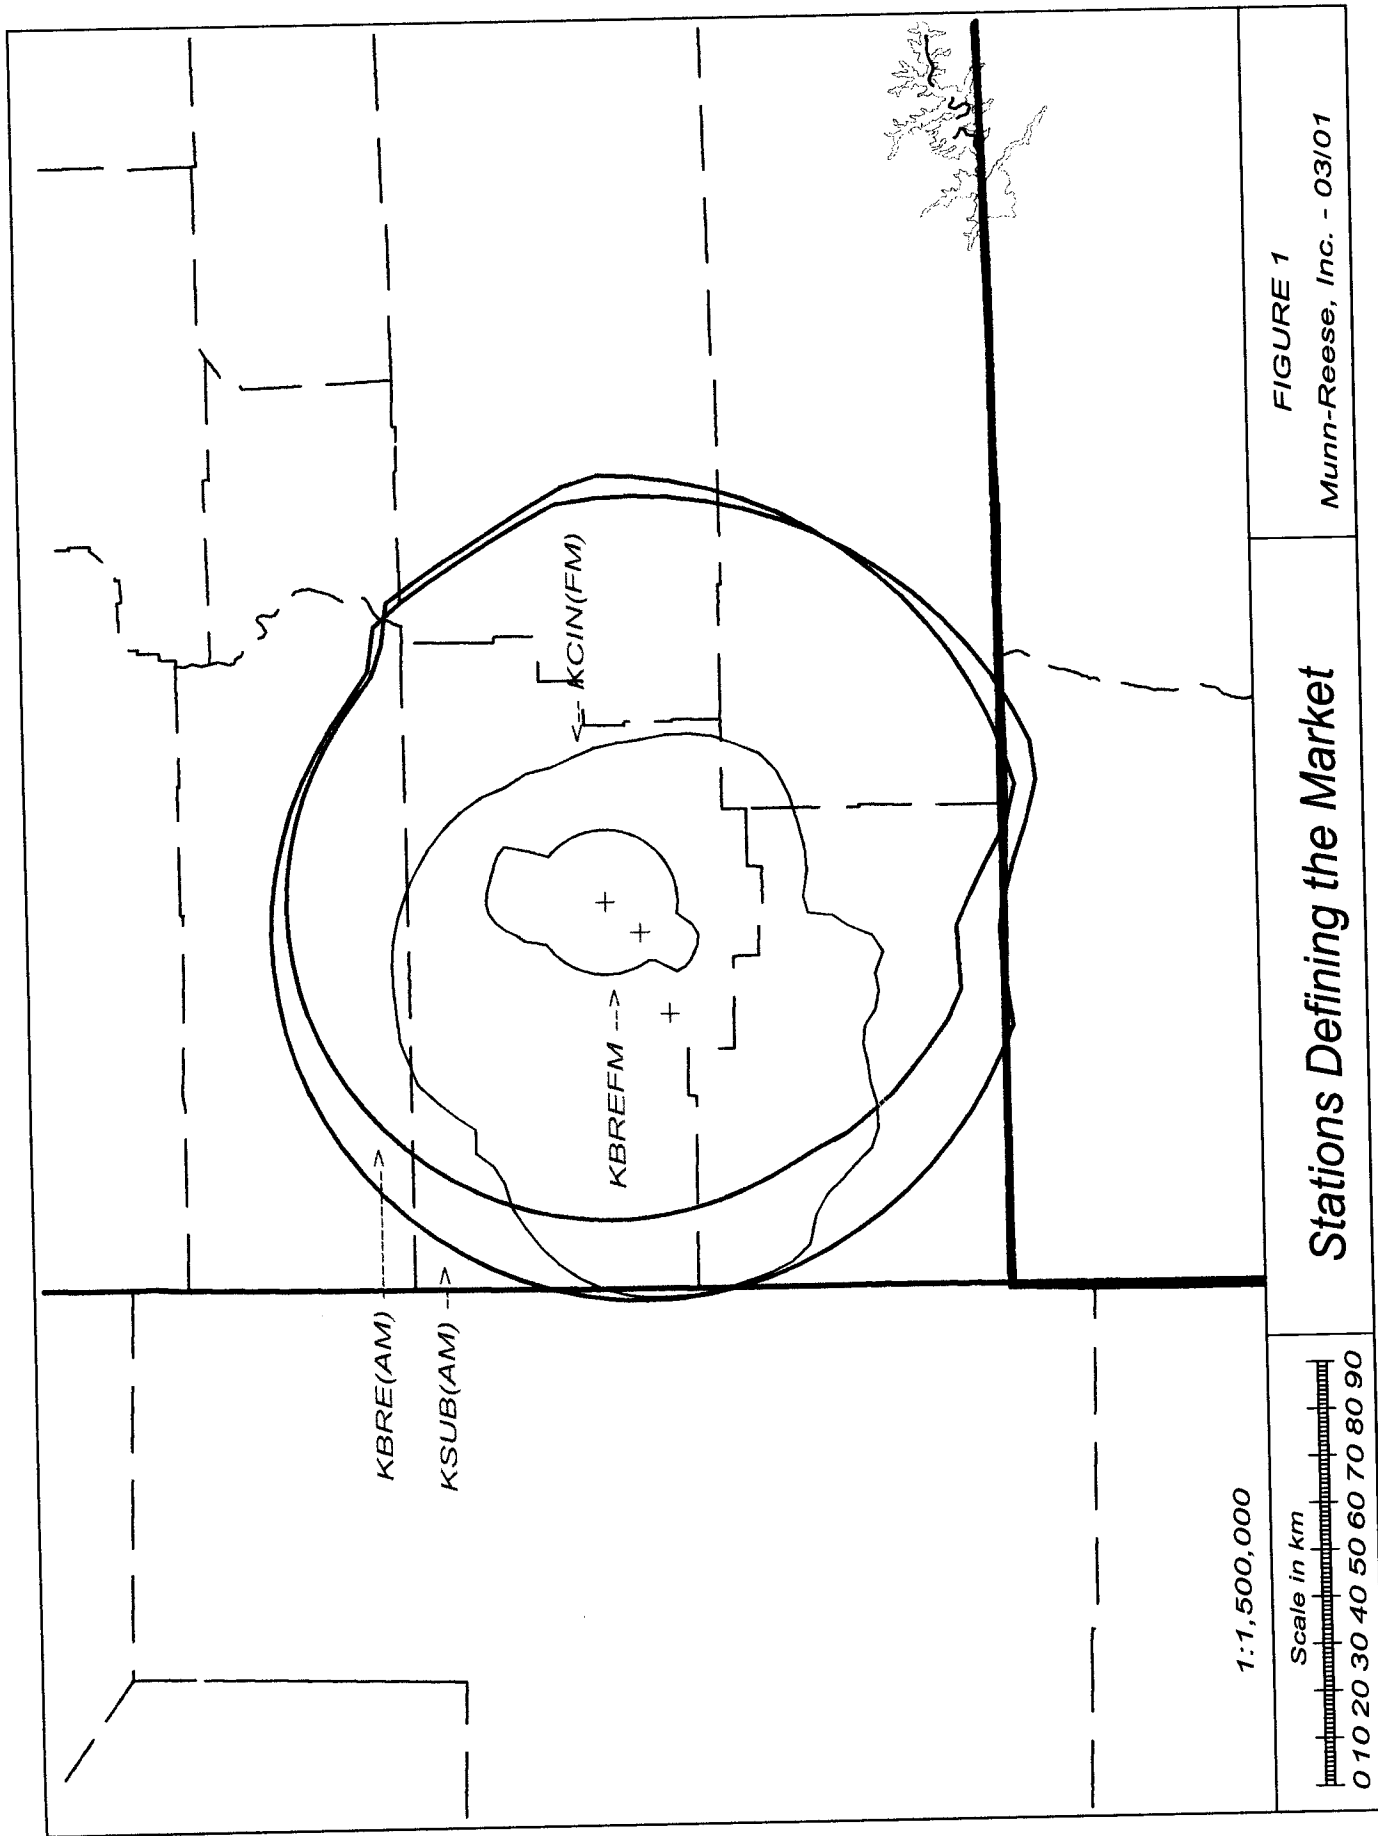 KBRE(AM) ---------->
KSUB(AM) --->
KBREFM --->
<-- KCIN(FM)
1:1,500,000
Scale in km
0 10 20 30 40 50 60 70 80 90
Stations Defining the Market
FIGURE 1
Munn-Reese, Inc. - 03/01